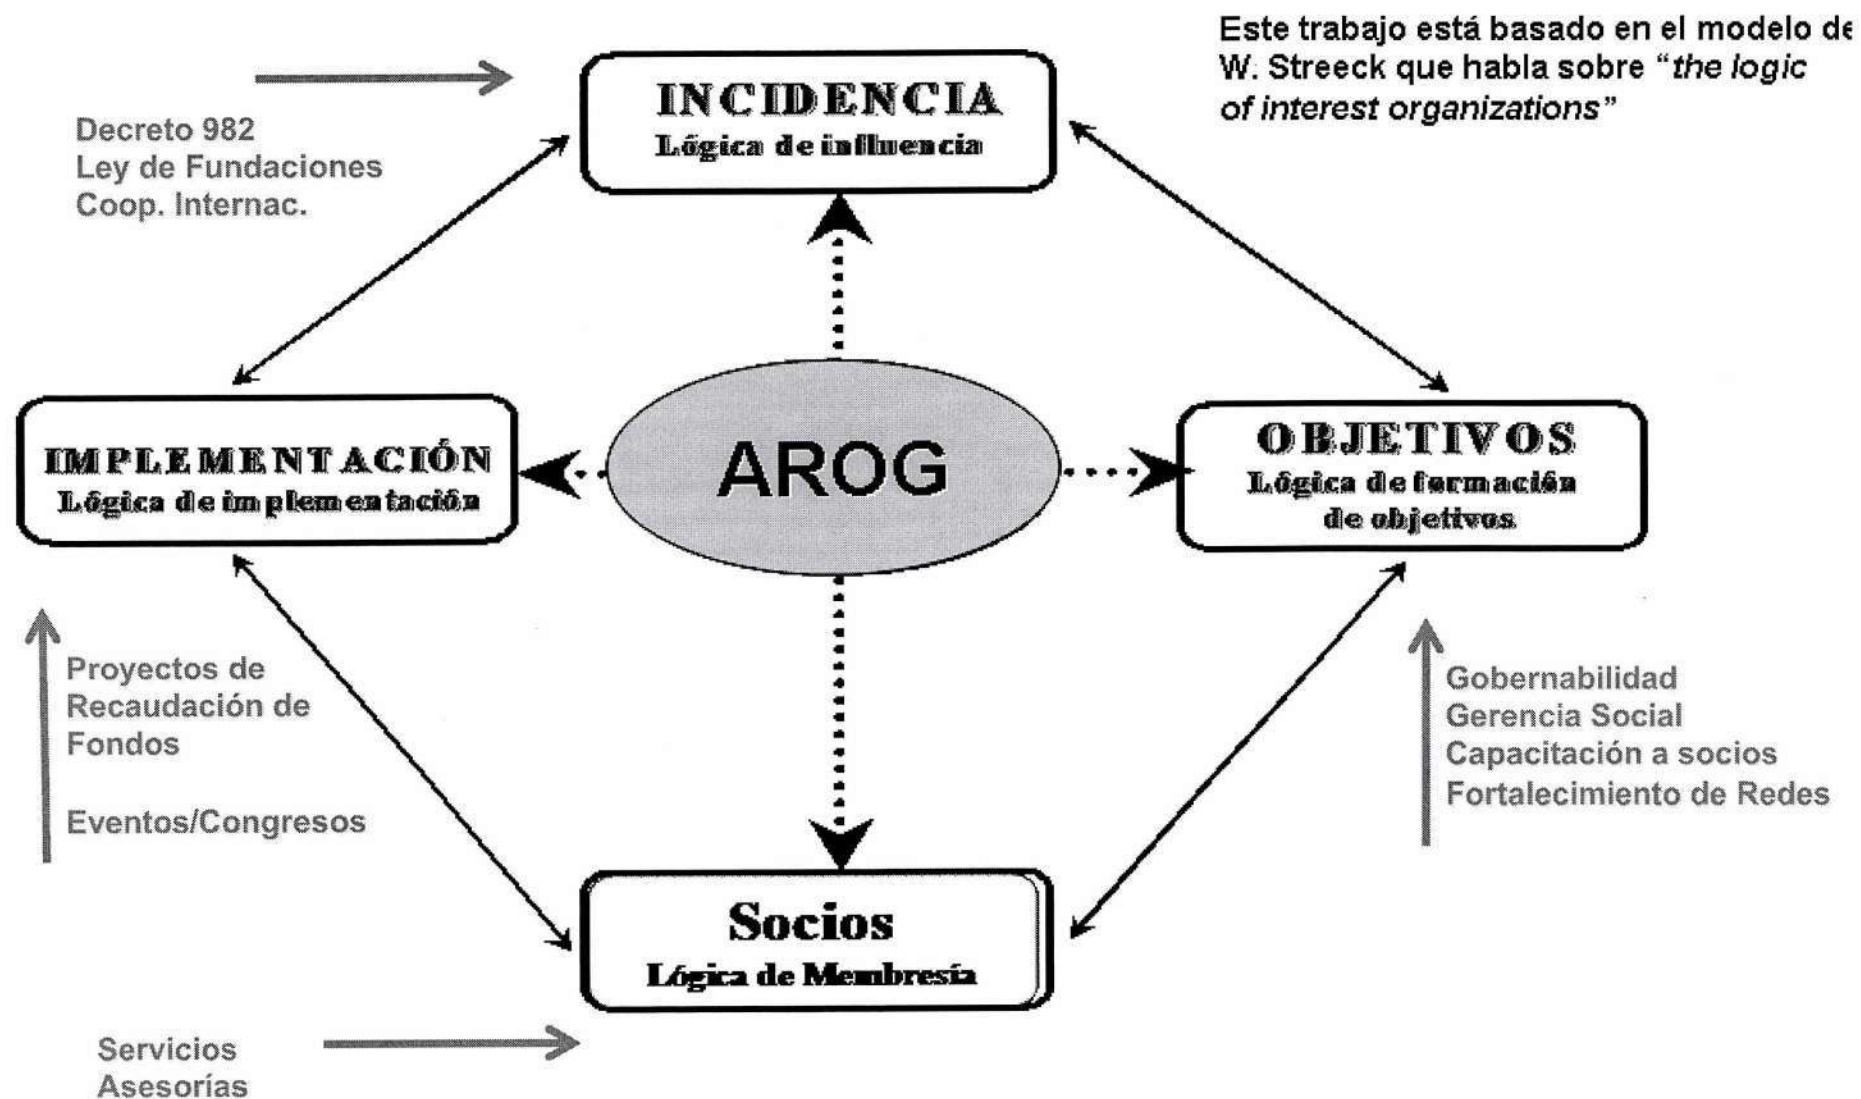 Este trabajo está basado en el modelo de
W. Streeck que habla sobre “the logic
of interest organizations”
INCIDENCIA
Lógica de influencia
Decreto 982
Ley de Fundaciones
Coop. Internac.
IMPLEMENTACIÓN
Lógica de implementación
AROG
OBJETIVOS
Lógica de formación
de objetivos
Proyectos de
Recaudación de
Fondos
Eventos/Congresos
Gobernabilidad
Gerencia Social
Capacitación a socios
Fortalecimiento de Redes
Socios
Lógica de Membresía
Servicios
Asesorías